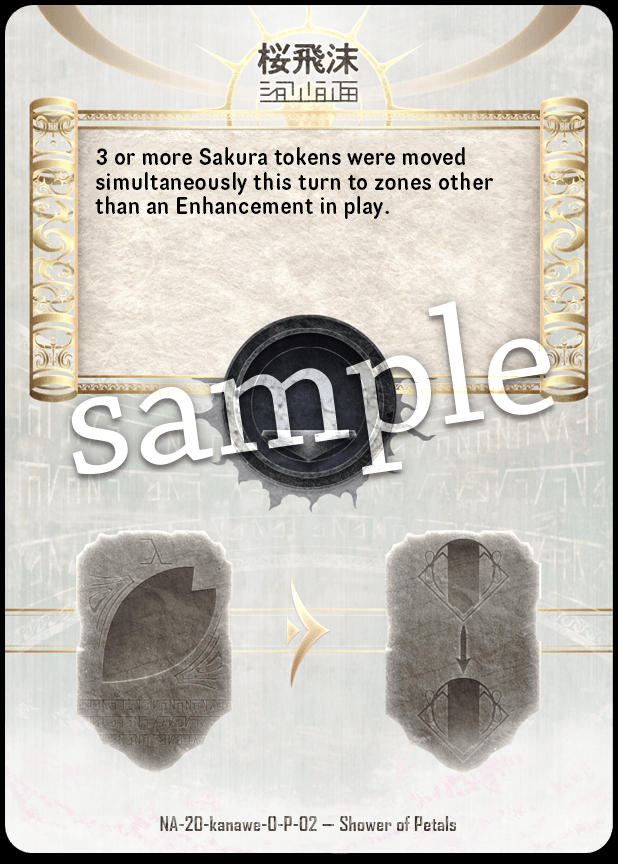 桜飛沫
3 or more Sakura tokens were moved
simultaneously this turn to zones other
than an Enhancement in play.
sample
NA-20-kanawe-O-P-02 — Shower of Petals